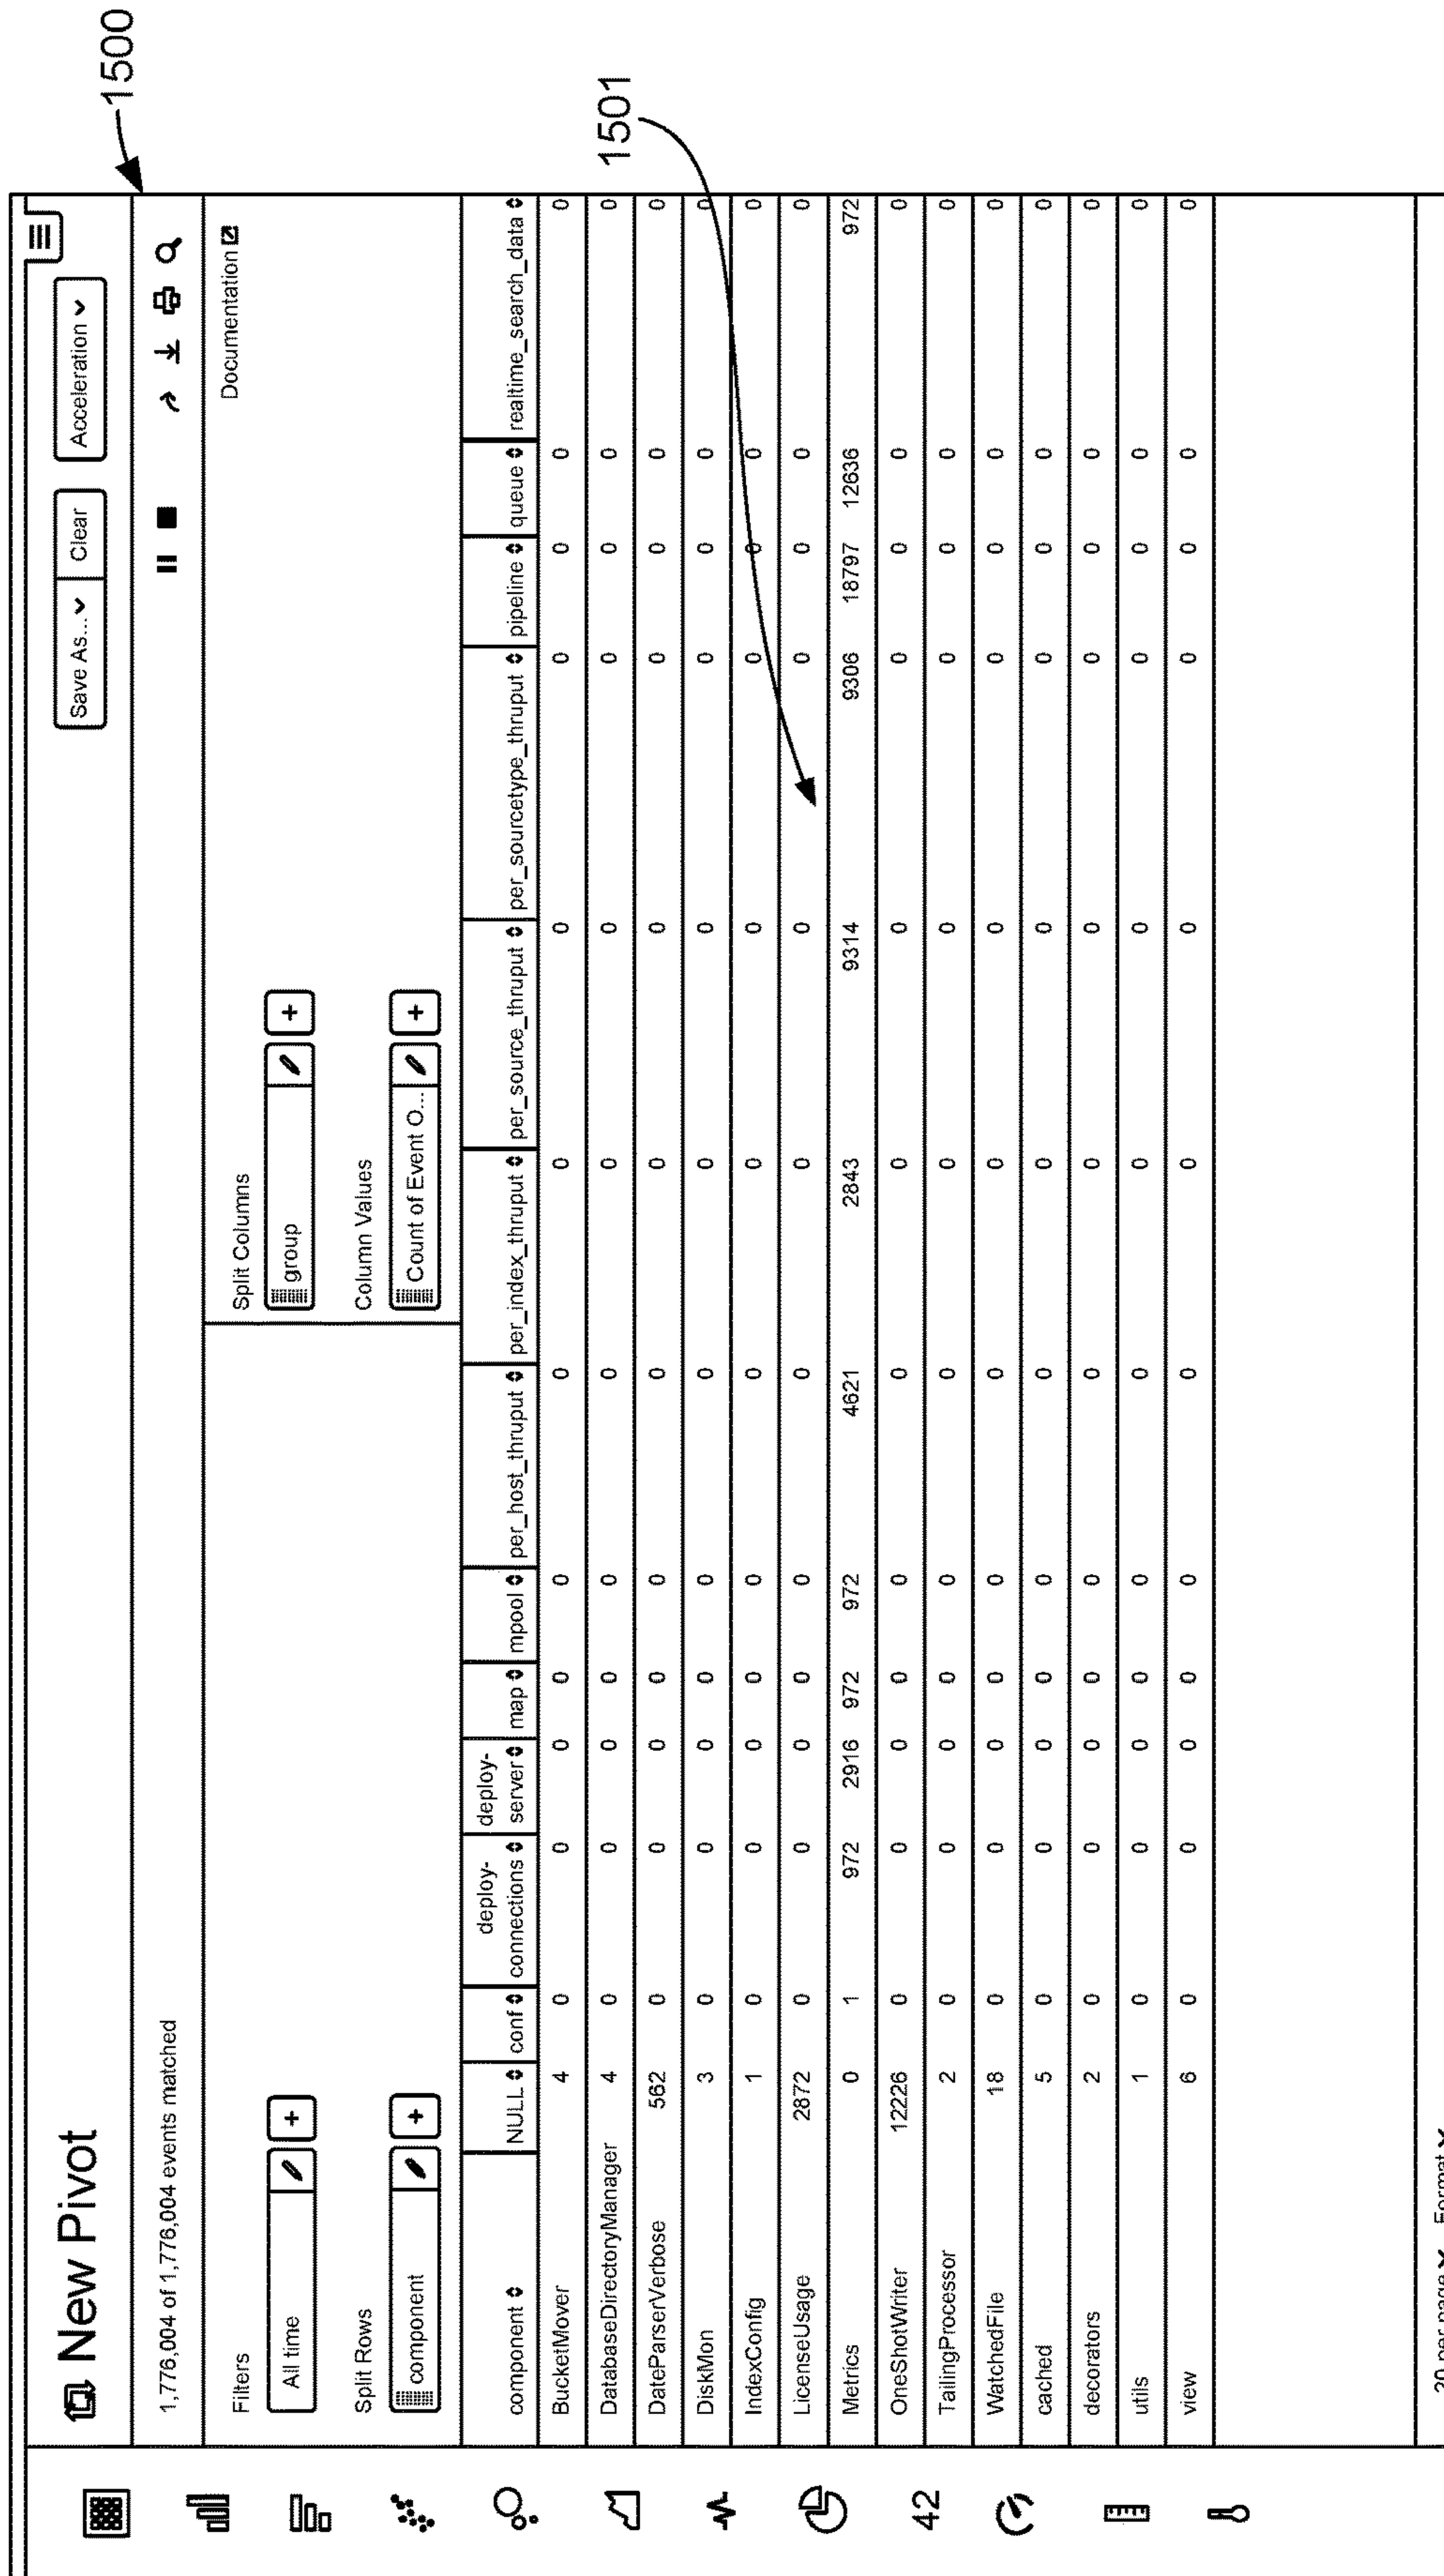 New Pivot
Save As... Clear Acceleration
1500
1,776,004 of 1,776,004 events matched
Filters Split Columns Documentation
All time + group +
Split Rows Column Values
component + Count of Event O... +
1501
component NULL conf deploy-connections deploy-server map mpool per_host_thruput per_index_thruput per_source_thruput per_sourcetype_thruput pipeline queue realtime_search_data
BucketMover 4 0 0 0 0 0 0 0 0 0 0 0 0
DatabaseDirectoryManager 4 0 0 0 0 0 0 0 0 0 0 0 0
DateParserVerbose 562 0 0 0 0 0 0 0 0 0 0 0 0
DiskMon 3 0 0 0 0 0 0 0 0 0 0 0 0
IndexConfig 1 0 0 0 0 0 0 0 0 0 0 0 0
LicenseUsage 2872 0 0 0 0 0 0 0 0 0 0 0 0
Metrics 0 1 972 2916 972 972 4621 2843 9314 9306 18797 12636 972
OneShotWriter 12226 0 0 0 0 0 0 0 0 0 0 0 0
TailingProcessor 2 0 0 0 0 0 0 0 0 0 0 0 0
WatchedFile 18 0 0 0 0 0 0 0 0 0 0 0 0
cached 5 0 0 0 0 0 0 0 0 0 0 0 0
decorators 2 0 0 0 0 0 0 0 0 0 0 0 0
utils 1 0 0 0 0 0 0 0 0 0 0 0 0
view 6 0 0 0 0 0 0 0 0 0 0 0 0
42
20 per page Format